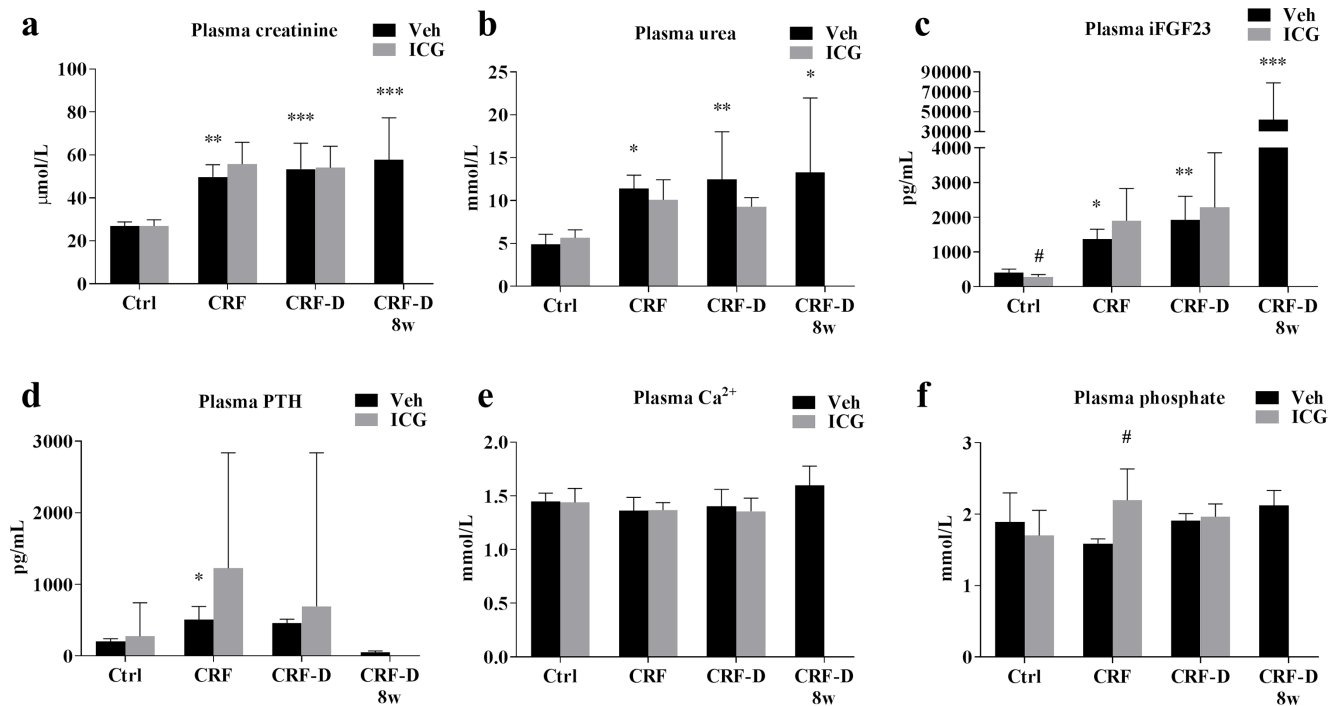 a
Plasma creatinine
Veh
ICG
100
80
60
40
20
0
μmol/L
**
***
***
Ctrl
CRF
CRF-D
CRF-D
8w
b
Plasma urea
Veh
ICG
25
20
15
10
5
0
mmol/L
*
**
*
Ctrl
CRF
CRF-D
CRF-D
8w
c
Plasma iFGF23
Veh
ICG
90000
70000
50000
30000
4000
3000
2000
1000
0
pg/mL
#
*
**
***
Ctrl
CRF
CRF-D
CRF-D
8w
d
Plasma PTH
Veh
ICG
3000
2000
1000
0
pg/mL
*
Ctrl
CRF
CRF-D
CRF-D
8w
e
Plasma Ca²⁺
Veh
ICG
2.0
1.5
1.0
0.5
0.0
mmol/L
Ctrl
CRF
CRF-D
CRF-D
8w
f
Plasma phosphate
Veh
ICG
3
2
1
0
mmol/L
#
Ctrl
CRF
CRF-D
CRF-D
8w